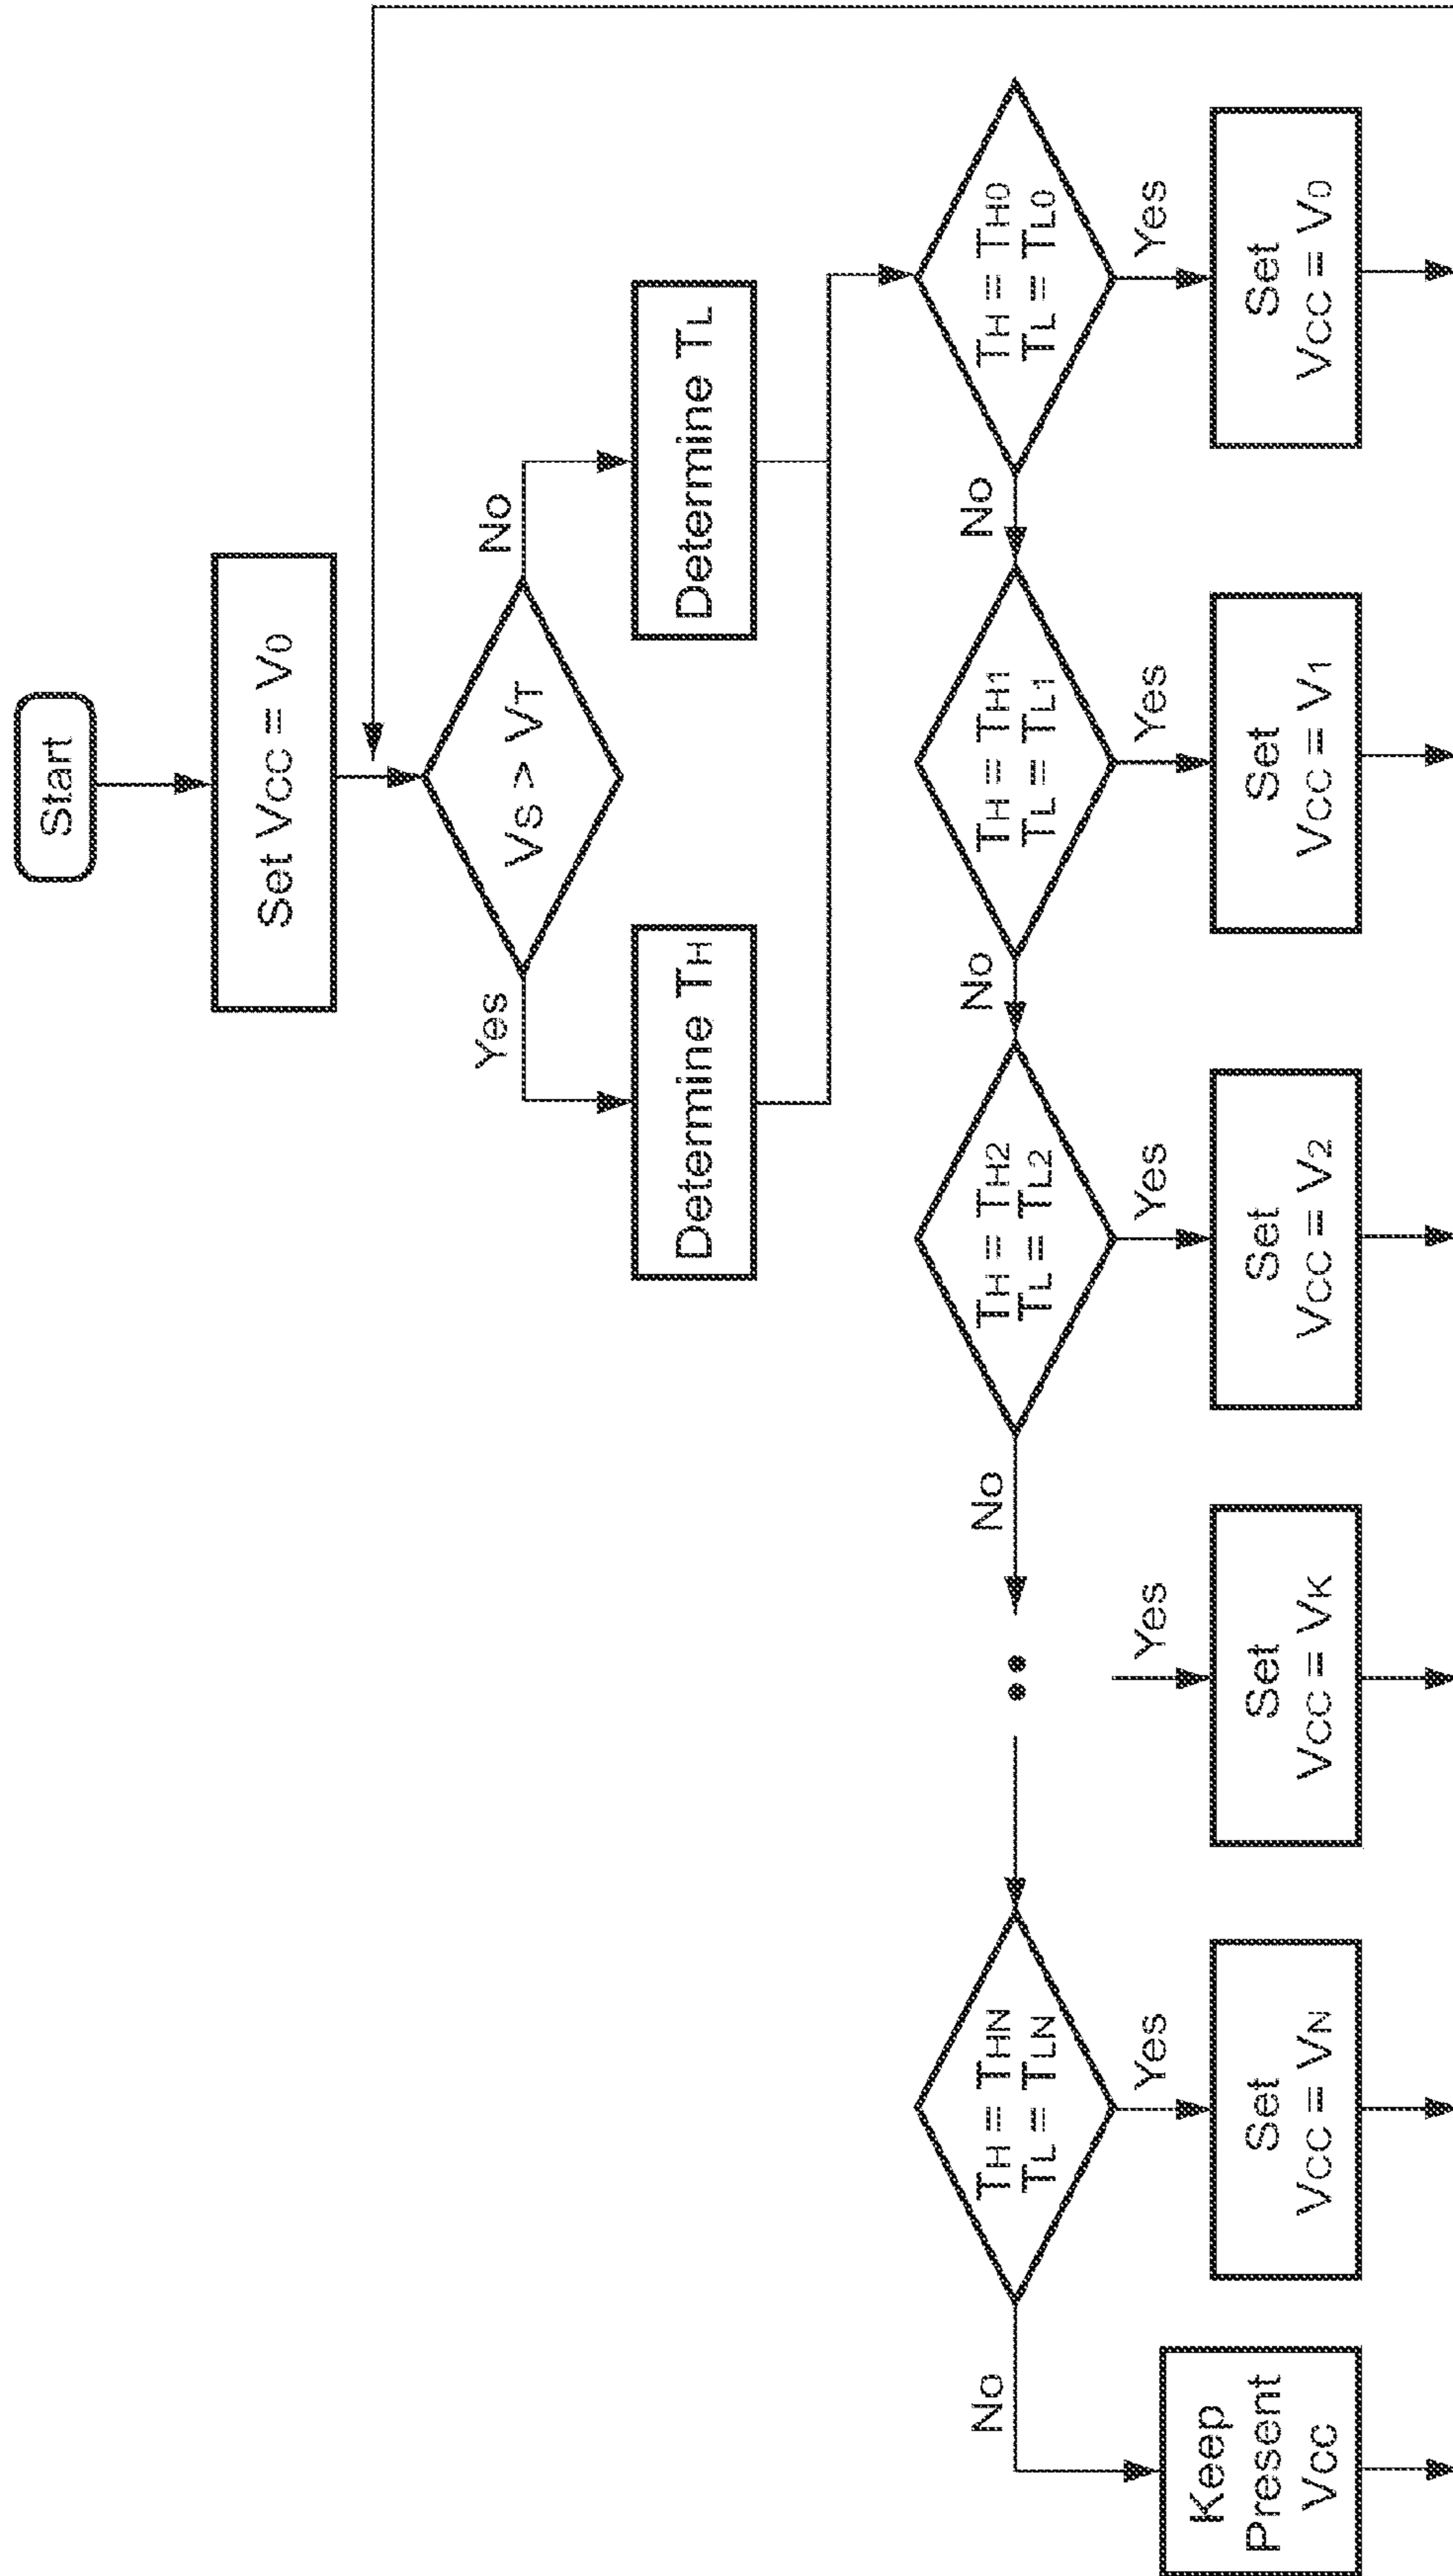 Start
Set VCC = V0
VS > VT
Yes
No
Determine TH
Determine TL
TH = TH0
TL = TL0
No
Yes
Set
VCC = V0
TH = TH1
TL = TL1
No
Yes
Set
VCC = V1
TH = TH2
TL = TL2
No
Yes
Set
VCC = V2
Yes
Set
VCC = VK
TH = THN
TL = TLN
Yes
Set
VCC = VN
No
Keep
Present
VCC